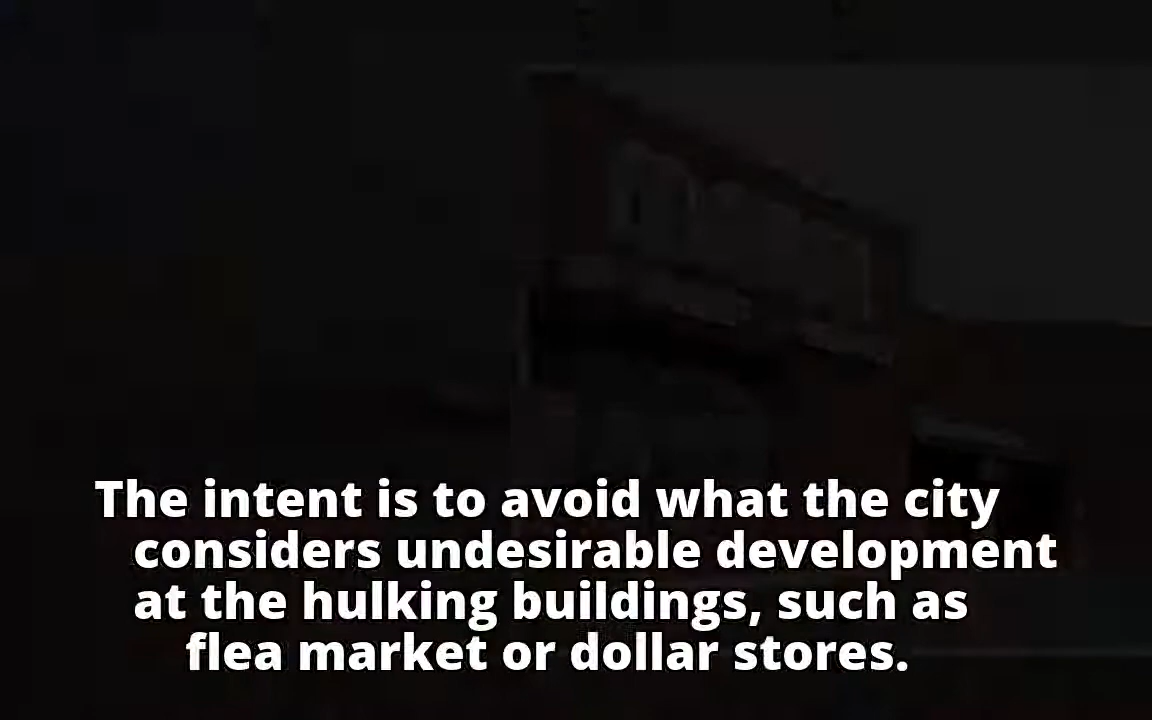 The intent is to avoid what the city
considers undesirable development
at the hulking buildings, such as
flea market or dollar stores.